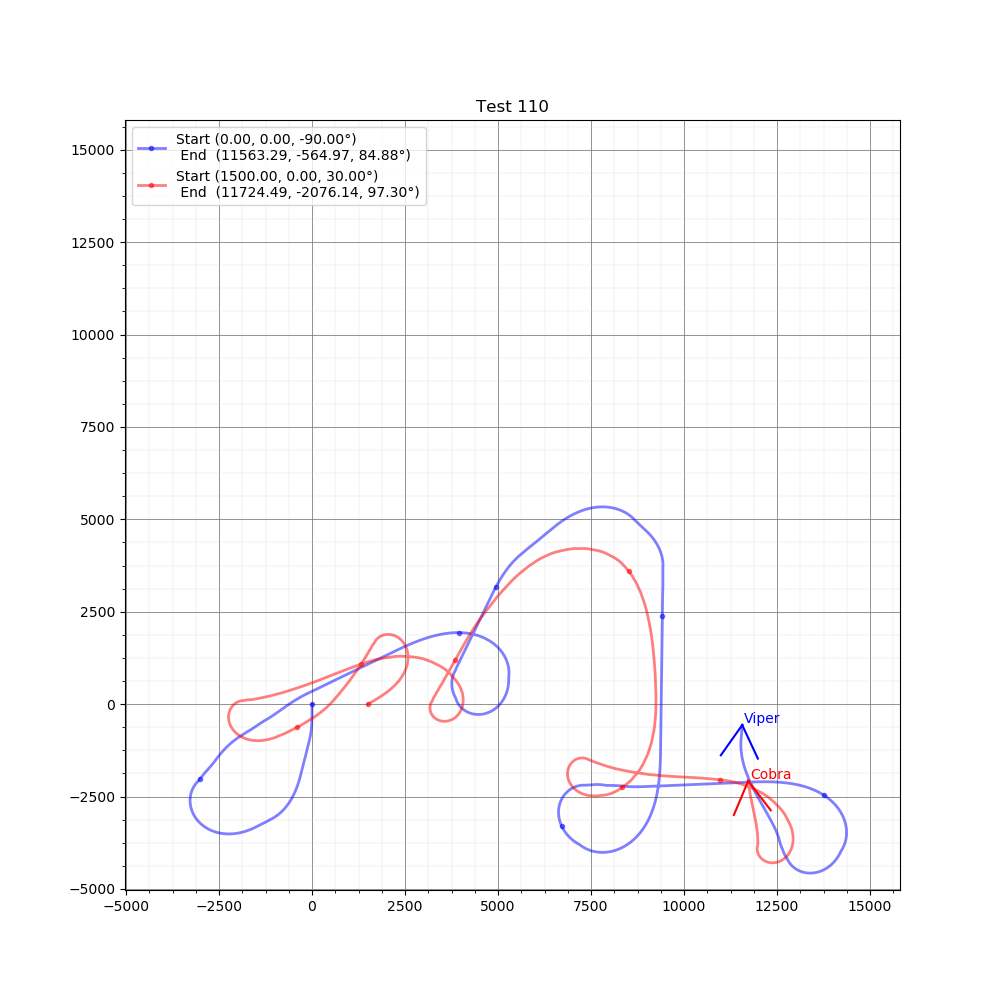 Test 110
Start (0.00, 0.00, -90.00°)
End  (11563.29, -564.97, 84.88°)
Start (1500.00, 0.00, 30.00°)
End  (11724.49, -2076.14, 97.30°)
15000
12500
10000
7500
5000
2500
0
−2500
−5000
Viper
Cobra
−5000 −2500 0 2500 5000 7500 10000 12500 15000